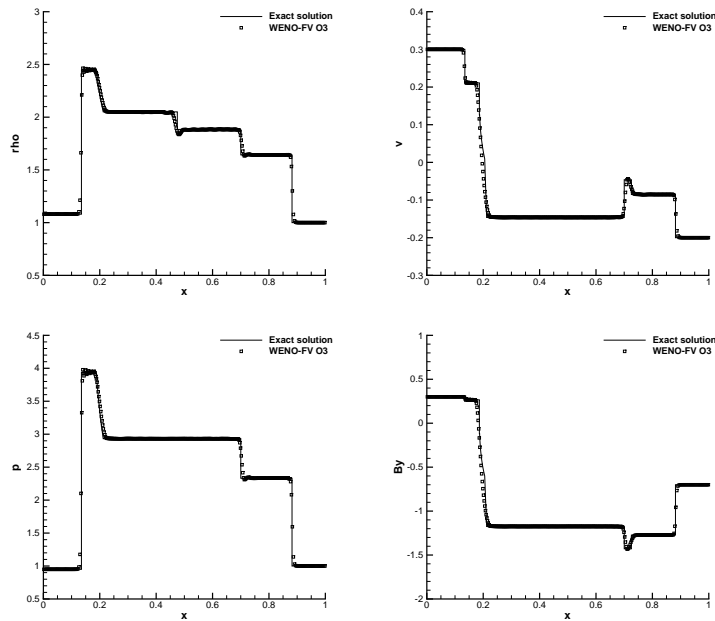 Exact solution
WENO-FV O3
rho
3
2.5
2
1.5
1
0.5
0 0.2 0.4 0.6 0.8 1
x
Exact solution
WENO-FV O3
v
0.4
0.3
0.2
0.1
0
-0.1
-0.2
-0.3
0 0.2 0.4 0.6 0.8 1
x
Exact solution
WENO-FV O3
p
4.5
4
3.5
3
2.5
2
1.5
1
0.5
0 0.2 0.4 0.6 0.8 1
x
Exact solution
WENO-FV O3
By
1
0.5
0
-0.5
-1
-1.5
-2
0 0.2 0.4 0.6 0.8 1
x